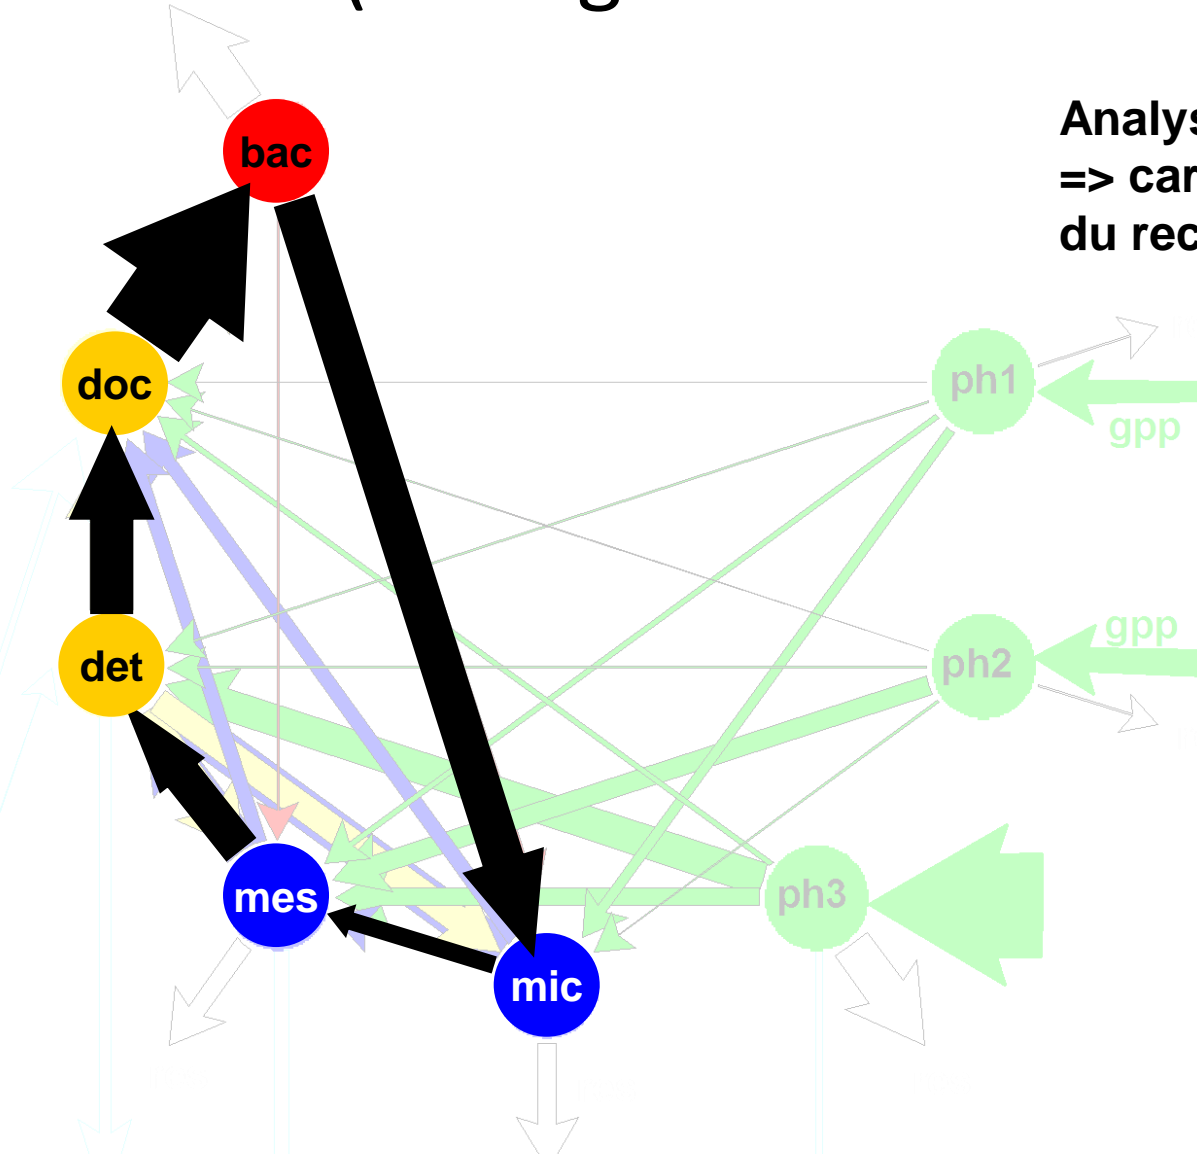 bac
Analys
=> car
du rec
doc
ph1
gpp
gpp
det
ph2
mes
ph3
mic